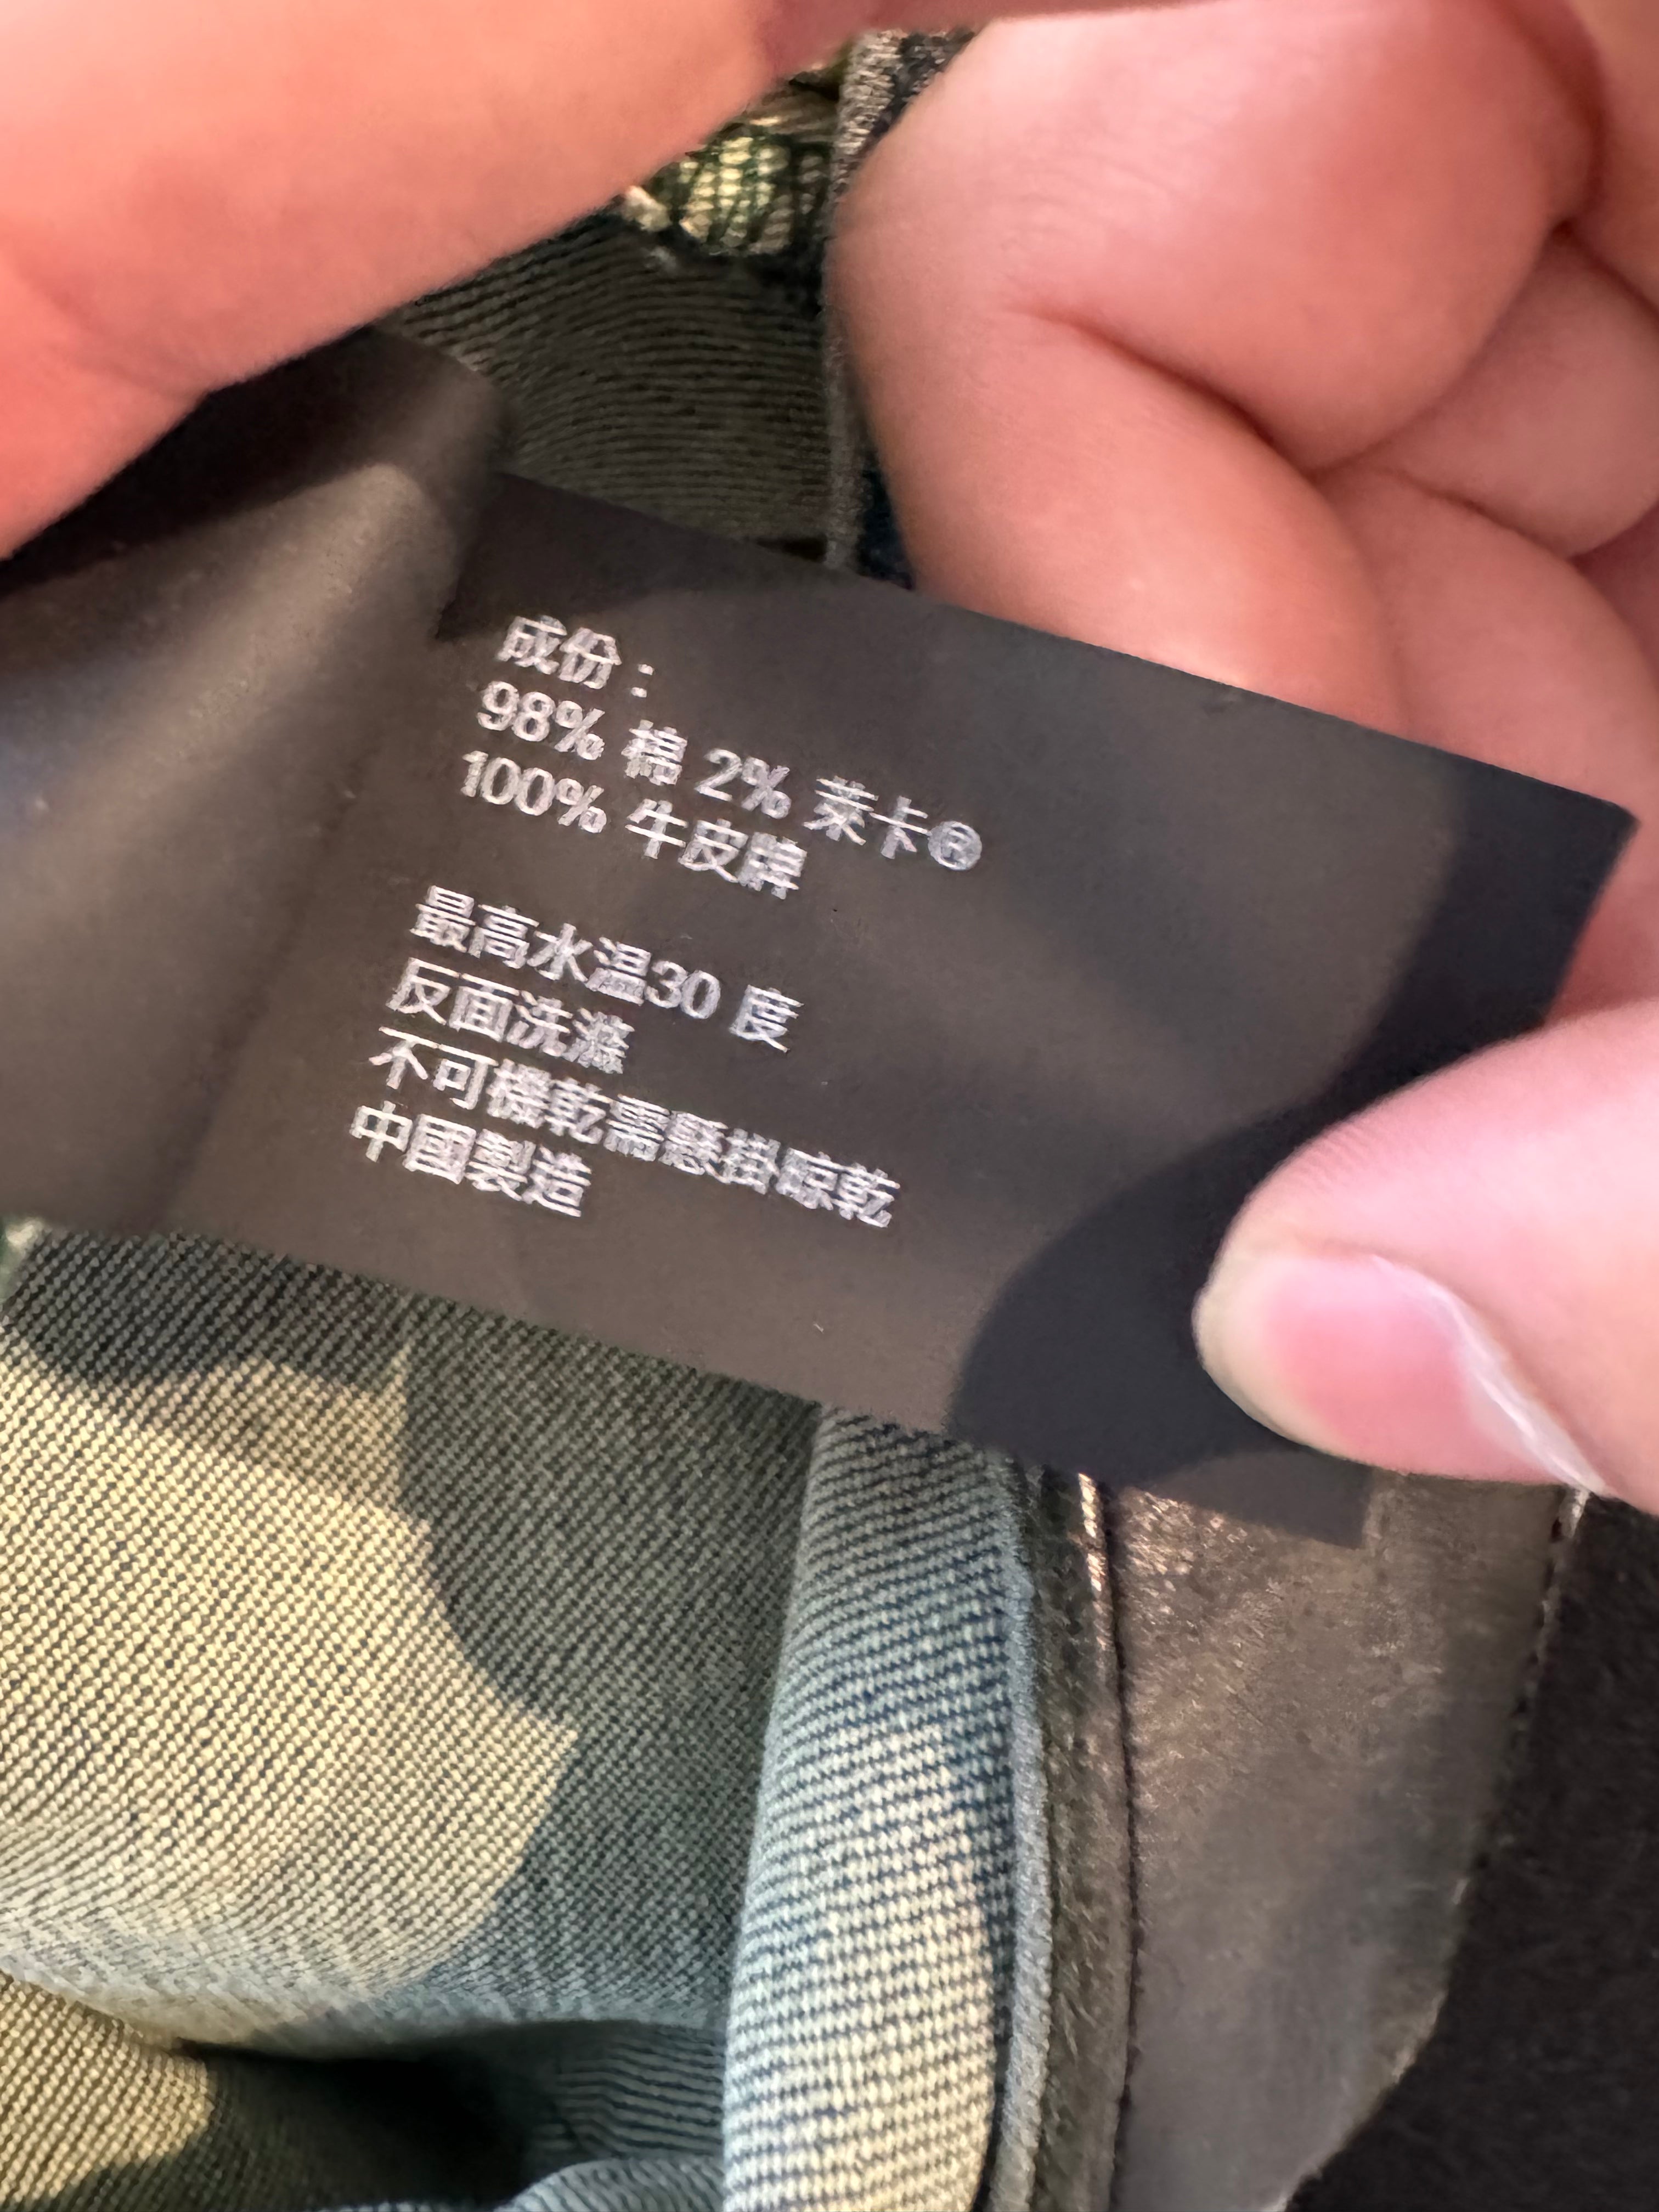 成份：
98% 棉 2% 萊卡®
100% 牛皮牌
最高水温30 度
反面洗滌
不可機乾需懸掛晾乾
中國製造